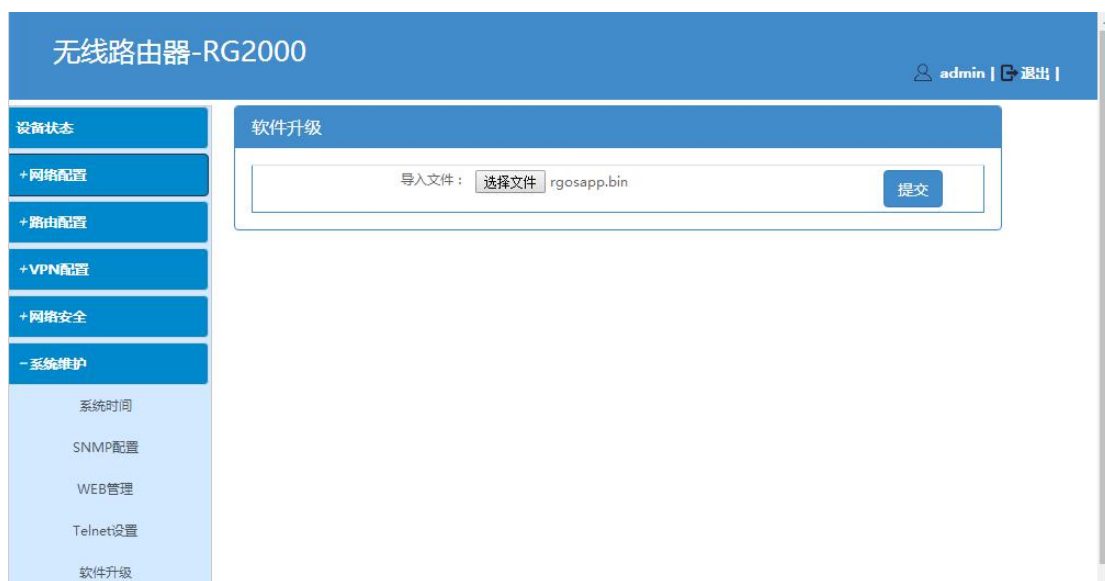 无线路由器-RG2000
admin | 退出 |
设备状态
+网络配置
+路由配置
+VPN配置
+网络安全
-系统维护
系统时间
SNMP配置
WEB管理
Telnet设置
软件升级
软件升级
导入文件： 选择文件 rgosapp.bin
提交